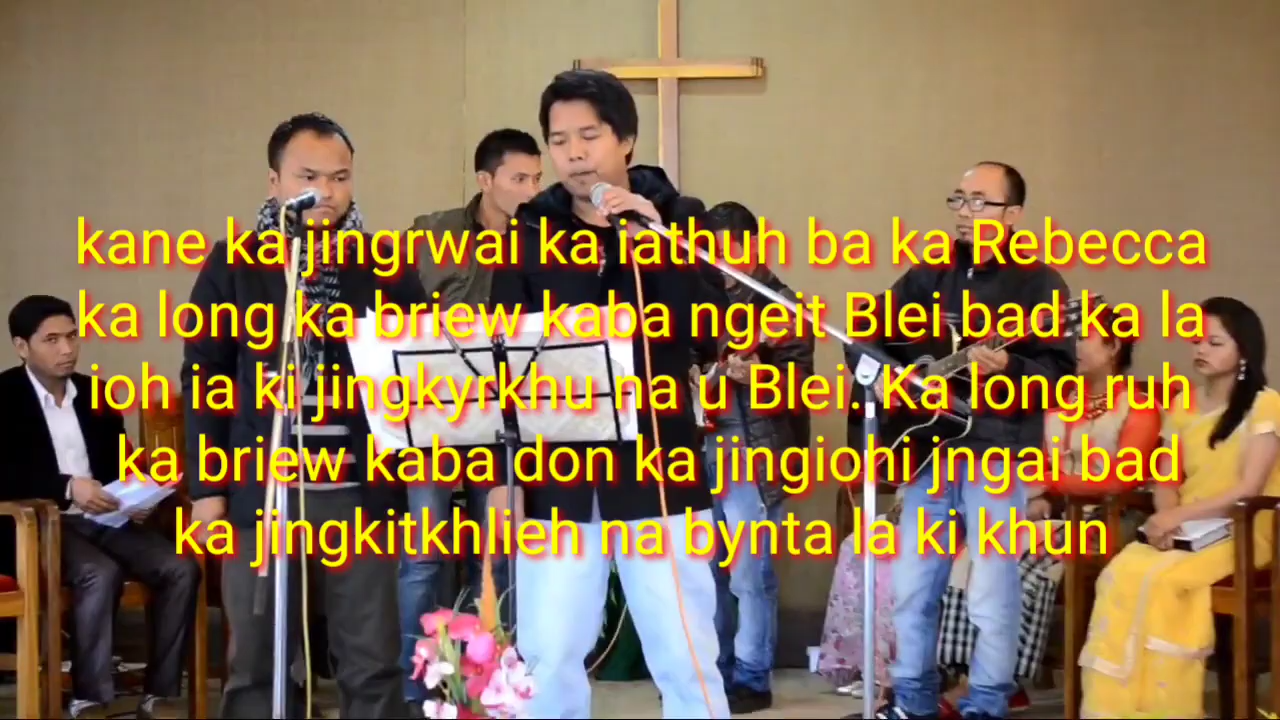 kane ka jingrwai ka iathuh ba ka Rebecca
ka long ka briew kaba ngeit Blei bad ka la
ioh ia ki jingkyrkhu na u Blei. Ka long ruh
ka briew kaba don ka jingiohi jngai bad
ka jingkitkhlieh na bynta la ki khun